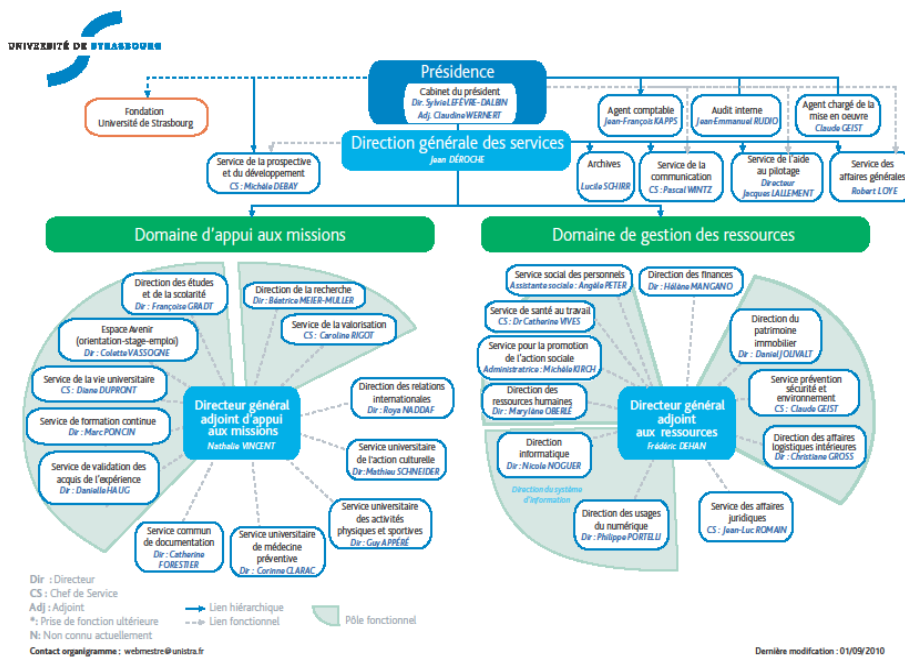 UNIVERSITÉ DE STRASBOURG
Présidence
Cabinet du président
Dir. Sylvie LEFÈVRE-DALBIN
Adj. Claudine WERNERT
Fondation
Université de Strasbourg
Agent comptable
Jean-François KAPPS
Audit interne
Jean-Emmanuel RUDIO
Agent chargé de la
mise en oeuvre
Claude GEIST
Direction générale des services
Jean DÉROCHE
Service de la prospective
et du développement
CS : Michèle DEBAY
Archives
Lucile SCHIRR
Service de la
communication
CS : Pascal WINTZ
Service de l'aide
au pilotage
Directeur
Jacques LALLEMENT
Service des
affaires générales
Robert LOYE
Domaine d'appui aux missions
Domaine de gestion des ressources
Direction des études
et de la scolarité
Dir : Françoise GRADT
Direction de la recherche
Dir : Béatrice MEIER-MULLER
Espace Avenir
(orientation-stage-emploi)
Dir : Colette VASSOGNE
Service de la valorisation
CS : Caroline RIGOT
Service de la vie universitaire
CS : Diane DUPRONT
Service de formation continue
Dir : Marc PONCIN
Service de validation des
acquis de l'expérience
Dir : Danielle HAUG
Directeur général
adjoint d'appui
aux missions
Nathalie VINCENT
Direction des relations
internationales
Dir : Roya NADDAF
Service universitaire
de l'action culturelle
Dir: Mathieu SCHNEIDER
Service universitaire
des activités
physiques et sportives
Dir : Guy APPÉRÉ
Service commun
de documentation
Dir : Catherine
FORESTIER
Service universitaire
de médecine
préventive
Dir : Corinne CLARAC
Service social des personnels
Assistante sociale : Angèle PETER
Direction des finances
Dir : Hélène MANGANO
Service de santé au travail
CS : Dr Catherine VIVES
Service pour la promotion
de l'action sociale
Administratrice : Michèle KIRCH
Direction des
ressources humaines
Dir : Marylène OBERLÉ
Direction du
patrimoine
immobilier
Dir : Daniel JOLIVALT
Service prévention
sécurité et
environnement
CS : Claude GEIST
Directeur général
adjoint
aux ressources
Frédéric DEHAN
Direction des affaires
logistiques intérieures
Dir : Christiane GROSS
Direction
informatique
Dir : Nicole NOGUER
Direction du système
d'information
Direction des usages
du numérique
Dir : Philippe PORTELLI
Service des affaires
juridiques
CS : Jean-Luc ROMAIN
Dir : Directeur
CS : Chef de Service
Adj : Adjoint
*: Prise de fonction ultérieure
N: Non connu actuellement
Lien hiérarchique
Lien fonctionnel
Pôle fonctionnel
Contact organigramme : webmestre@unistra.fr
Dernière modifcation : 01/09/2010